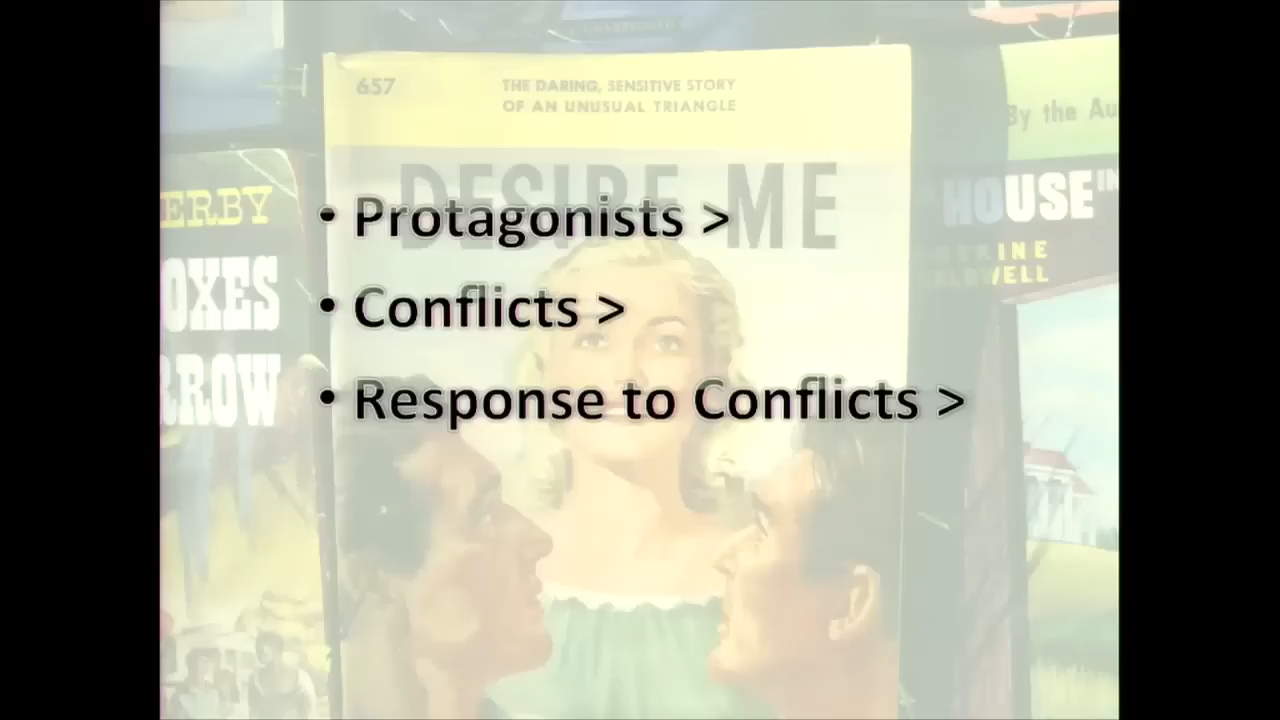 657
THE DARING, SENSITIVE STORY
OF AN UNUSUAL TRIANGLE
By the
DESIRE ME
• Protagonists >
• Conflicts >
• Response to Conflicts >
ERBY
OXES
RROW
HOUSE IN